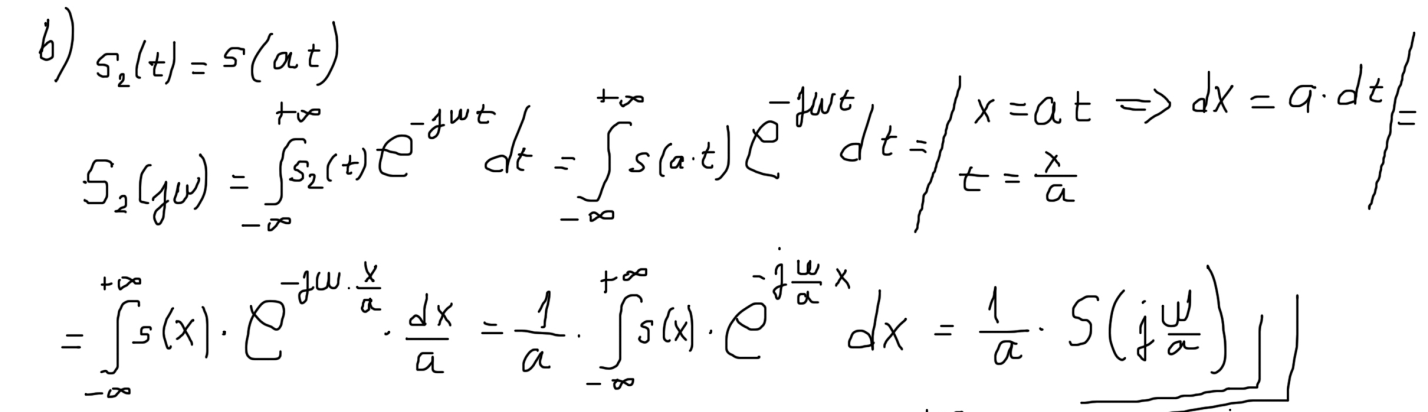 b) s₂(t) = s(at)
S₂(jω) = ∫_{-∞}^{+∞} s₂(t) e^{-jωt} dt = ∫_{-∞}^{+∞} s(a·t) e^{-jωt} dt = | x = at ⇒ dx = a·dt | =
t = x/a
= ∫_{-∞}^{+∞} s(x) · e^{-jω·x/a} · dx/a = 1/a · ∫_{-∞}^{+∞} s(x) · e^{-j(ω/a)x} dx = 1/a · S(j ω/a)